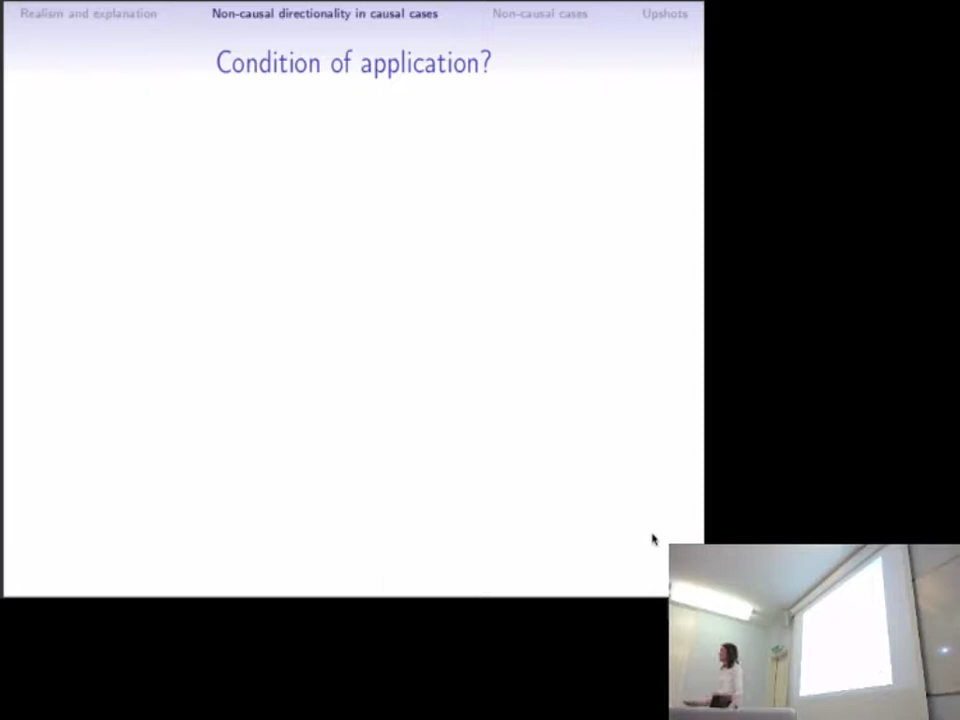 Realism and explanation Non-causal directionality in causal cases Non-causal cases Upshots
Condition of application?